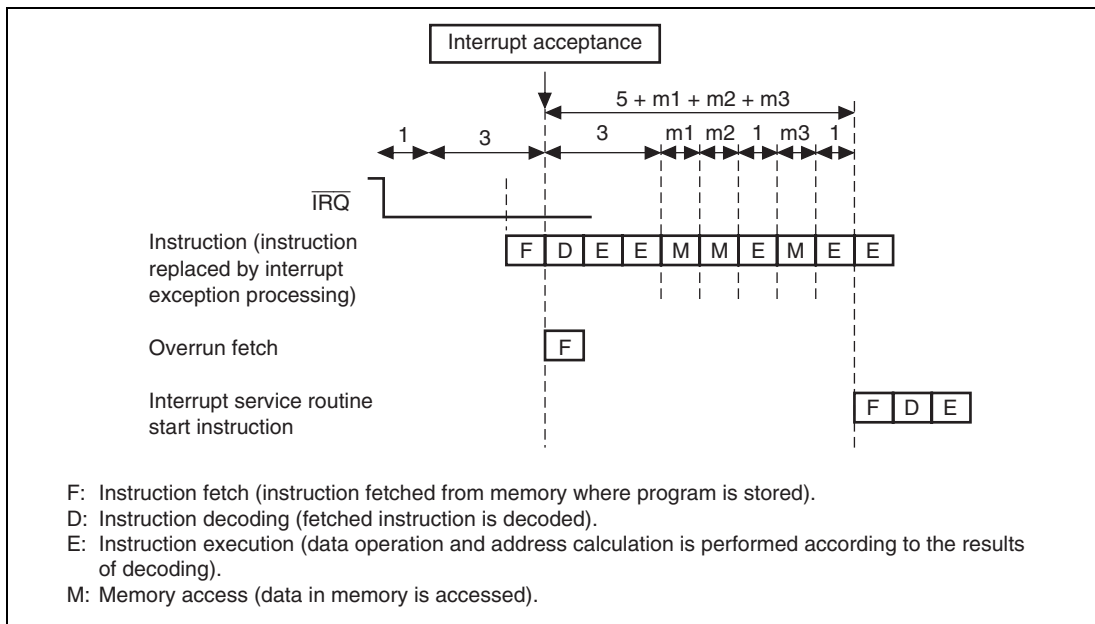 Interrupt acceptance
5 + m1 + m2 + m3
1 3 3 m1 m2 1 m3 1
IRQ
Instruction (instruction
replaced by interrupt
exception processing)
F D E E M M E M E E
Overrun fetch
F
Interrupt service routine
start instruction
F D E
F: Instruction fetch (instruction fetched from memory where program is stored).
D: Instruction decoding (fetched instruction is decoded).
E: Instruction execution (data operation and address calculation is performed according to the results
of decoding).
M: Memory access (data in memory is accessed).